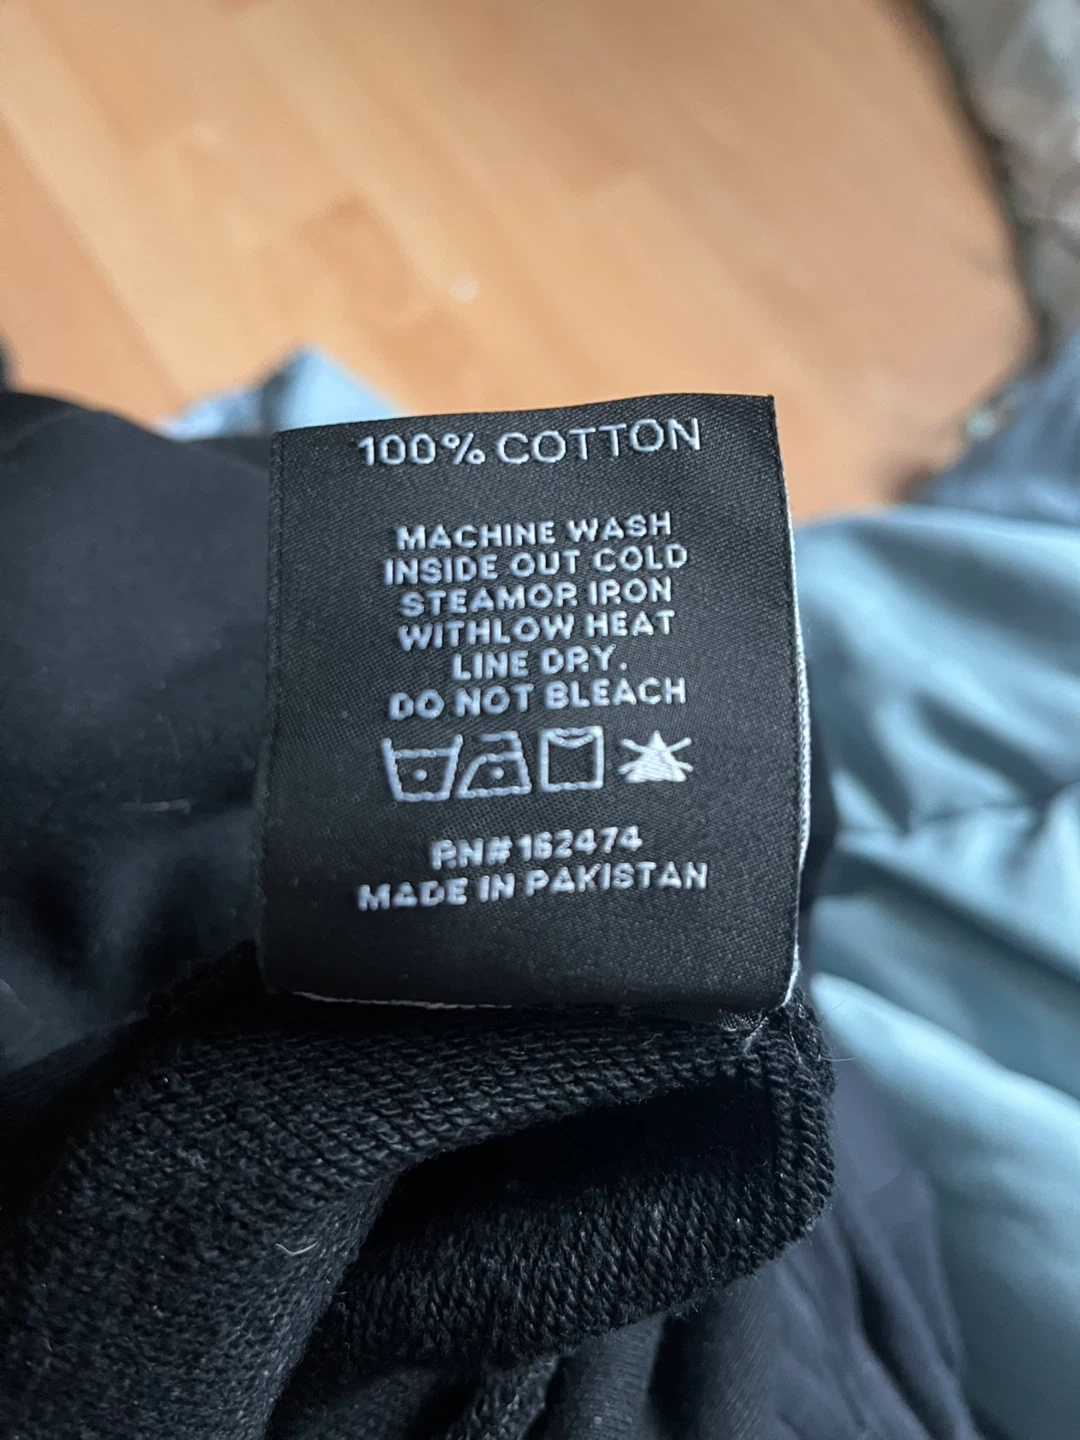 100% COTTON
MACHINE WASH
INSIDE OUT COLD
STEAMOR IRON
WITHLOW HEAT
LINE DRY.
DO NOT BLEACH
RN# 162474
MADE IN PAKISTAN